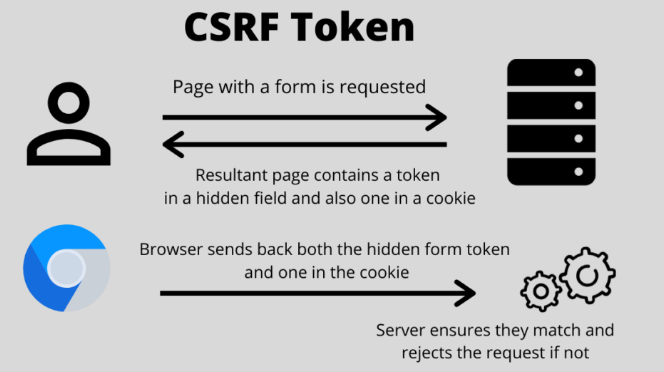 CSRF Token
Page with a form is requested
Resultant page contains a token
in a hidden field and also one in a cookie
Browser sends back both the hidden form token
and one in the cookie
Server ensures they match and
rejects the request if not